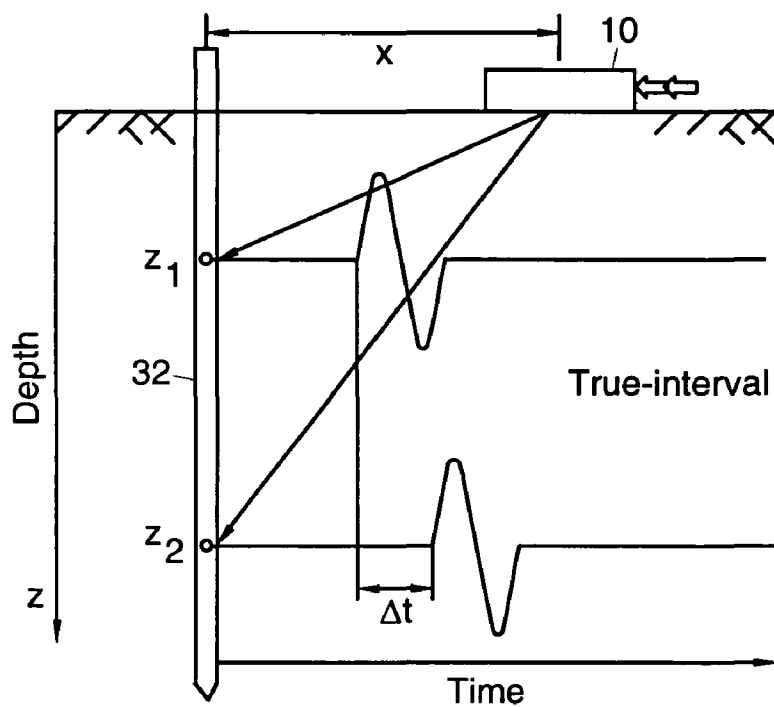 10
x
z1
Depth
32
True-interval
z2
z
Δt
Time